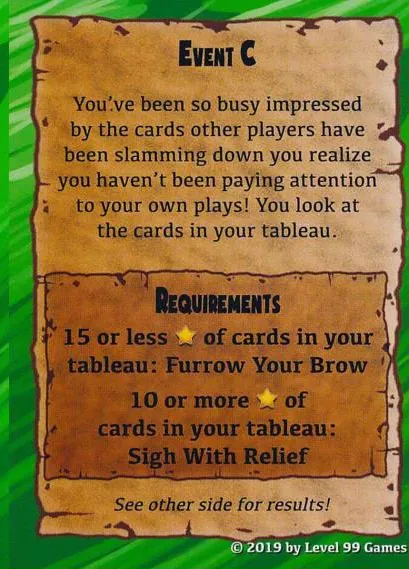 Event C
You've been so busy impressed
by the cards other players have
been slamming down you realize
you haven't been paying attention
to your own plays! You look at
the cards in your tableau.
Requirements
15 or less ⭐ of cards in your
tableau: Furrow Your Brow
10 or more ⭐ of
cards in your tableau:
Sigh With Relief
See other side for results!
© 2019 by Level 99 Games